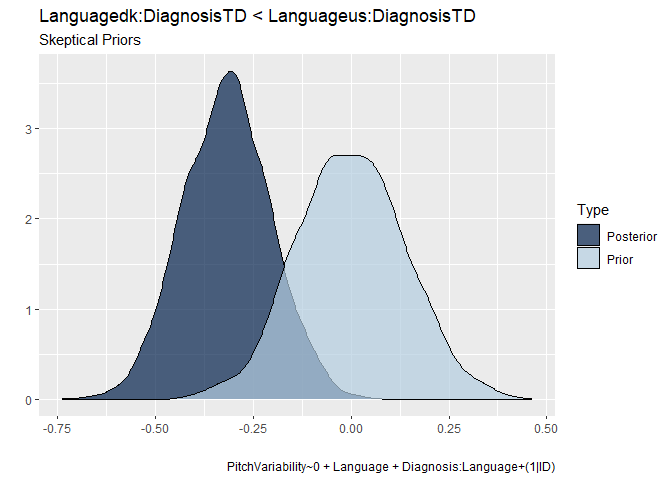 Languagedk:DiagnosisTD < Languageus:DiagnosisTD
Skeptical Priors
3
2
1
0
-0.75 -0.50 -0.25 0.00 0.25 0.50
PitchVariability~0 + Language + Diagnosis:Language+(1|ID)
Type
Posterior
Prior